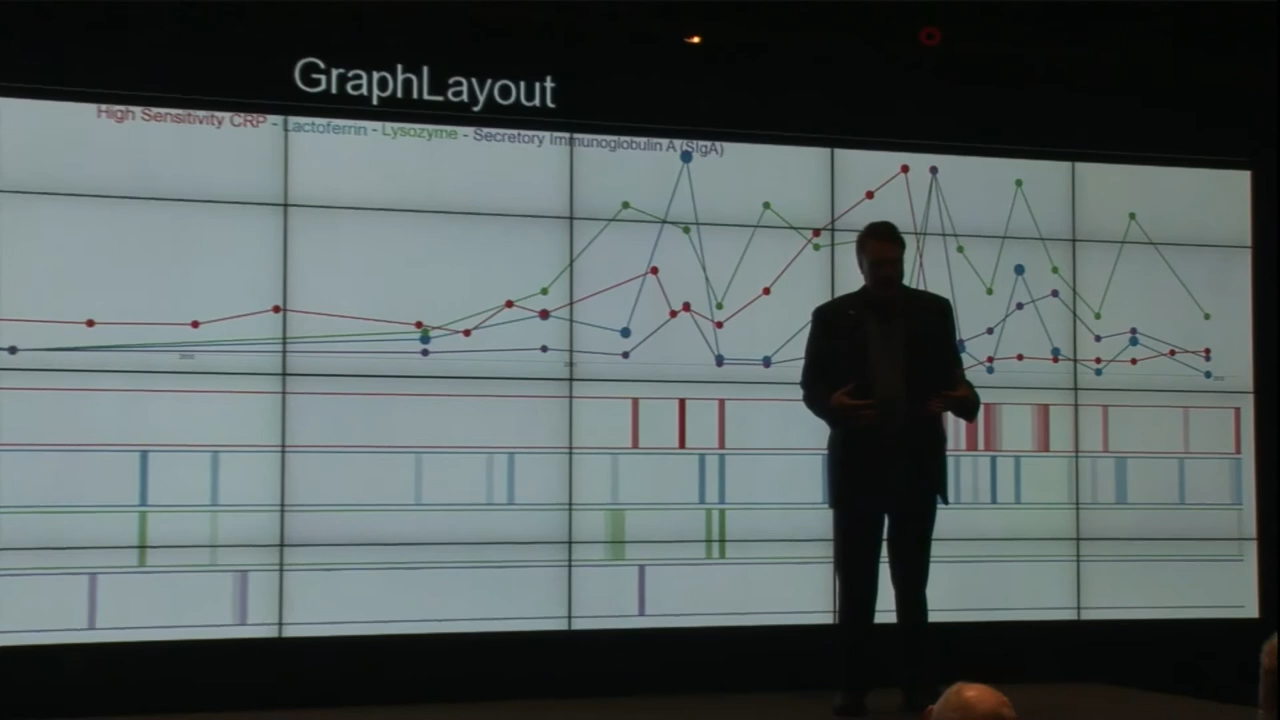 GraphLayout
High Sensitivity CRP - Lactoferrin - Lysozyme - Secretory Immunoglobulin A (SIgA)